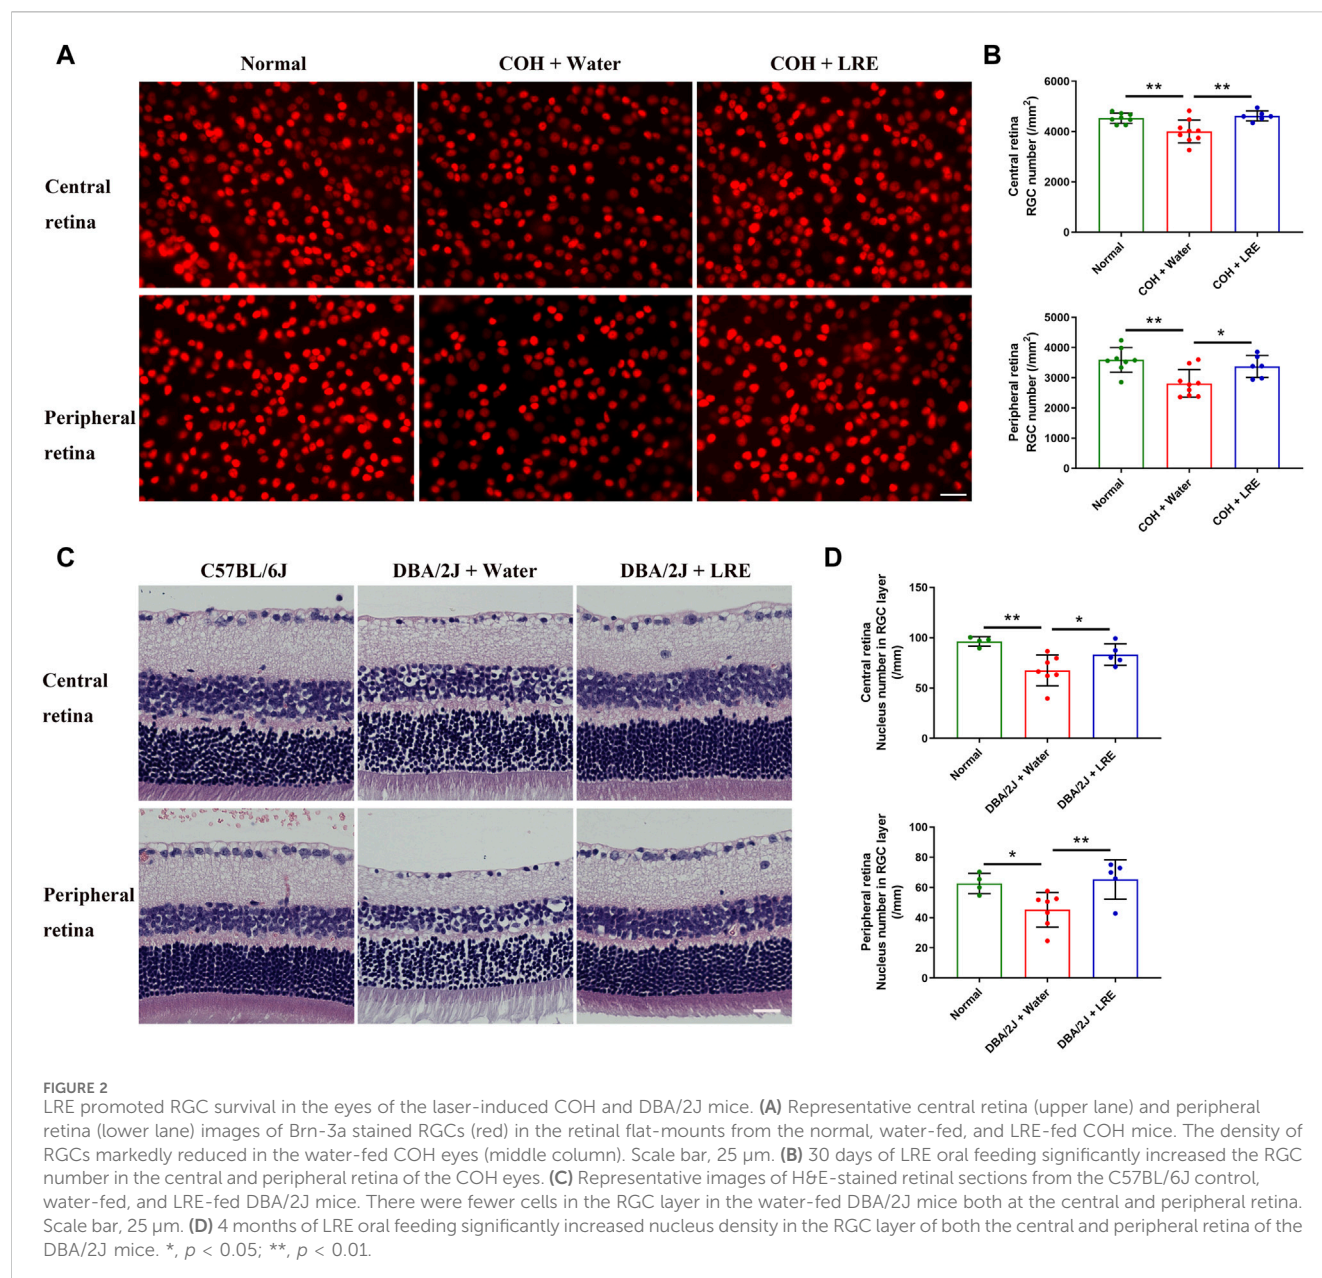 A
Normal
COH + Water
COH + LRE
Central
retina
Peripheral
retina
B
Central retina
RGC number (/mm²)
6000
4000
2000
0
**
**
Normal
COH + Water
COH + LRE
Peripheral retina
RGC number (/mm²)
5000
4000
3000
2000
1000
0
**
*
Normal
COH + Water
COH + LRE
C
C57BL/6J
DBA/2J + Water
DBA/2J + LRE
Central
retina
Peripheral
retina
D
Central retina
Nucleus number in RGC layer
(/mm)
150
100
50
0
**
*
Normal
DBA/2J + Water
DBA/2J + LRE
Peripheral retina
Nucleus number in RGC layer
(/mm)
100
80
60
40
20
0
*
**
Normal
DBA/2J + Water
DBA/2J + LRE
FIGURE 2
LRE promoted RGC survival in the eyes of the laser-induced COH and DBA/2J mice. (A) Representative central retina (upper lane) and peripheral
retina (lower lane) images of Brn-3a stained RGCs (red) in the retinal flat-mounts from the normal, water-fed, and LRE-fed COH mice. The density of
RGCs markedly reduced in the water-fed COH eyes (middle column). Scale bar, 25 μm. (B) 30 days of LRE oral feeding significantly increased the RGC
number in the central and peripheral retina of the COH eyes. (C) Representative images of H&E-stained retinal sections from the C57BL/6J control,
water-fed, and LRE-fed DBA/2J mice. There were fewer cells in the RGC layer in the water-fed DBA/2J mice both at the central and peripheral retina.
Scale bar, 25 μm. (D) 4 months of LRE oral feeding significantly increased nucleus density in the RGC layer of both the central and peripheral retina of the
DBA/2J mice. *, p < 0.05; **, p < 0.01.